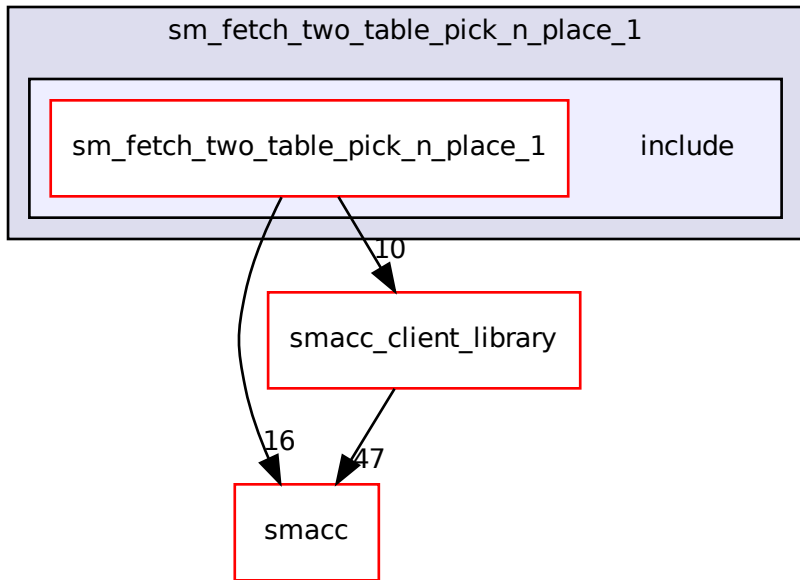 sm_fetch_two_table_pick_n_place_1
sm_fetch_two_table_pick_n_place_1
include
10
smacc_client_library
16
47
smacc